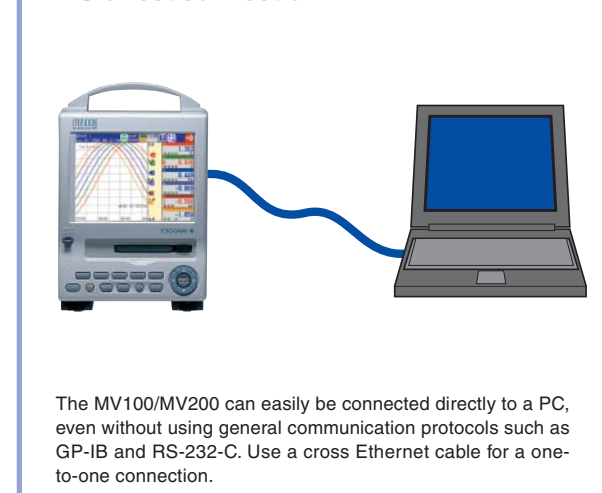 YOKOGAWA
The MV100/MV200 can easily be connected directly to a PC,
even without using general communication protocols such as
GP-IB and RS-232-C. Use a cross Ethernet cable for a one-
to-one connection.